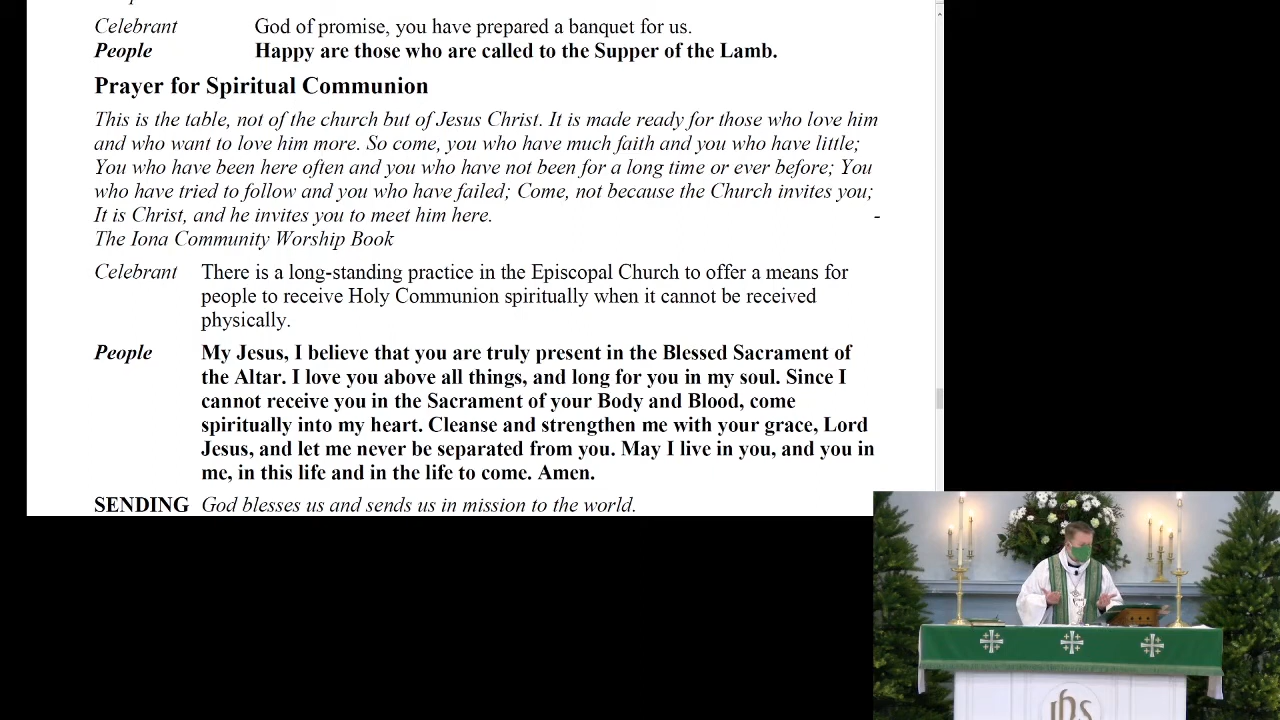 Celebrant God of promise, you have prepared a banquet for us.
People Happy are those who are called to the Supper of the Lamb.
Prayer for Spiritual Communion
This is the table, not of the church but of Jesus Christ. It is made ready for those who love him
and who want to love him more. So come, you who have much faith and you who have little;
You who have been here often and you who have not been for a long time or ever before; You
who have tried to follow and you who have failed; Come, not because the Church invites you;
It is Christ, and he invites you to meet him here. -
The Iona Community Worship Book
Celebrant There is a long-standing practice in the Episcopal Church to offer a means for
people to receive Holy Communion spiritually when it cannot be received
physically.
People My Jesus, I believe that you are truly present in the Blessed Sacrament of
the Altar. I love you above all things, and long for you in my soul. Since I
cannot receive you in the Sacrament of your Body and Blood, come
spiritually into my heart. Cleanse and strengthen me with your grace, Lord
Jesus, and let me never be separated from you. May I live in you, and you in
me, in this life and in the life to come. Amen.
SENDING God blesses us and sends us in mission to the world.
IHS